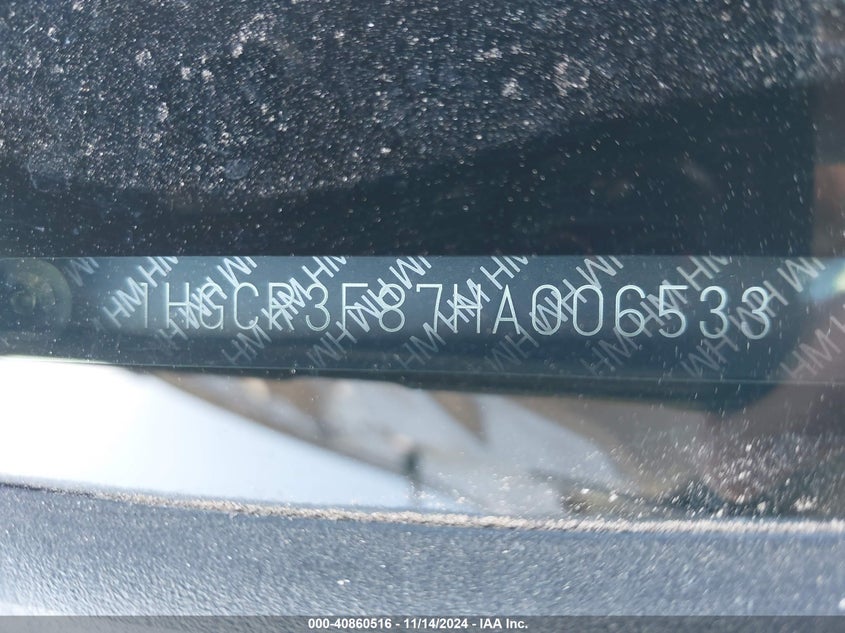 1HGCR3F87HA006533
000-40860516 - 11/14/2024 - IAA Inc.